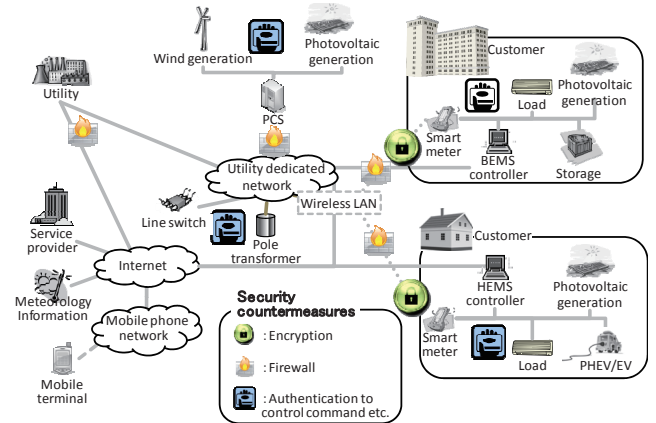 Wind generation
Photovoltaic
generation
Utility
PCS
Customer
Photovoltaic
generation
Load
Smart
meter
BEMS
controller
Storage
Utility dedicated
network
Wireless LAN
Line switch
Pole
transformer
Service
provider
Internet
Meteorology
Information
Mobile phone
network
Mobile
terminal
Customer
HEMS
controller
Photovoltaic
generation
Smart
meter
Load
PHEV/EV
Security
countermeasures
: Encryption
: Firewall
: Authentication to
control command etc.